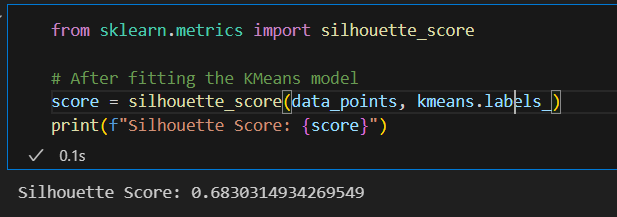 from sklearn.metrics import silhouette_score
# After fitting the KMeans model
score = silhouette_score(data_points, kmeans.labels_)
print(f"Silhouette Score: {score}")
0.1s
Silhouette Score: 0.6830314934269549